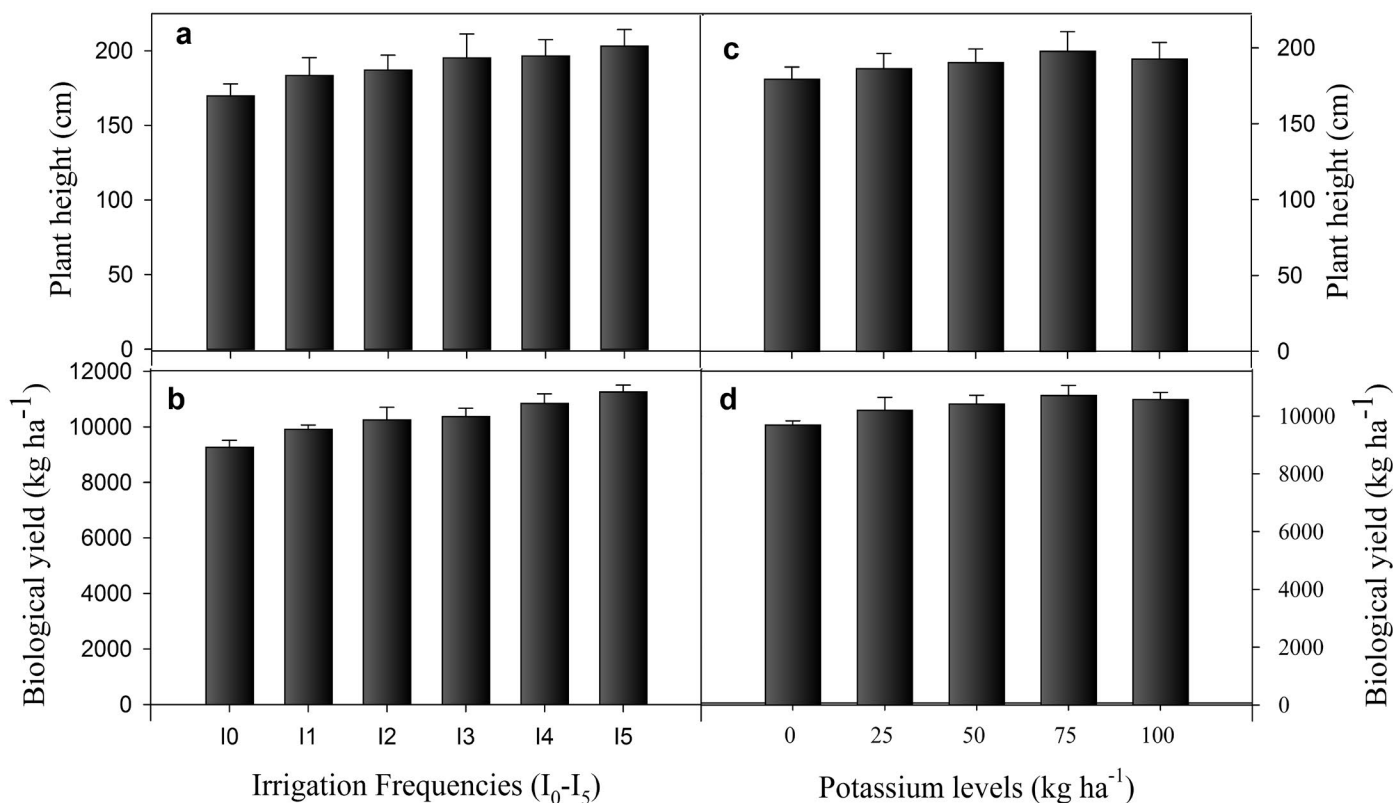 a
200
150
100
50
0
Plant height (cm)
c
200
150
100
50
0
Plant height (cm)
b
12000
10000
8000
6000
4000
2000
0
Biological yield (kg ha⁻¹)
I0 I1 I2 I3 I4 I5
Irrigation Frequencies (I₀-I₅)
d
10000
8000
6000
4000
2000
0
Biological yield (kg ha⁻¹)
0 25 50 75 100
Potassium levels (kg ha⁻¹)